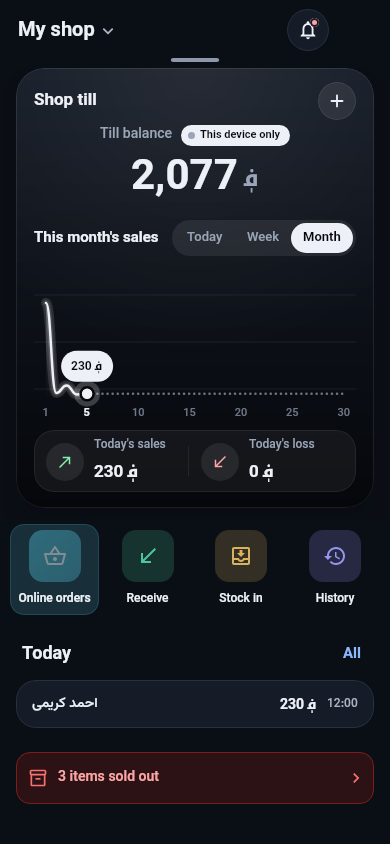 My shop
Shop till
Till balance
This device only
2,077 ؋
This month's sales
Today Week Month
230 ؋
1 5 10 15 20 25 30
Today's sales
230 ؋
Today's loss
0 ؋
Online orders
Receive
Stock in
History
Today
All
احمد کریمی
230 ؋ 12:00
3 items sold out